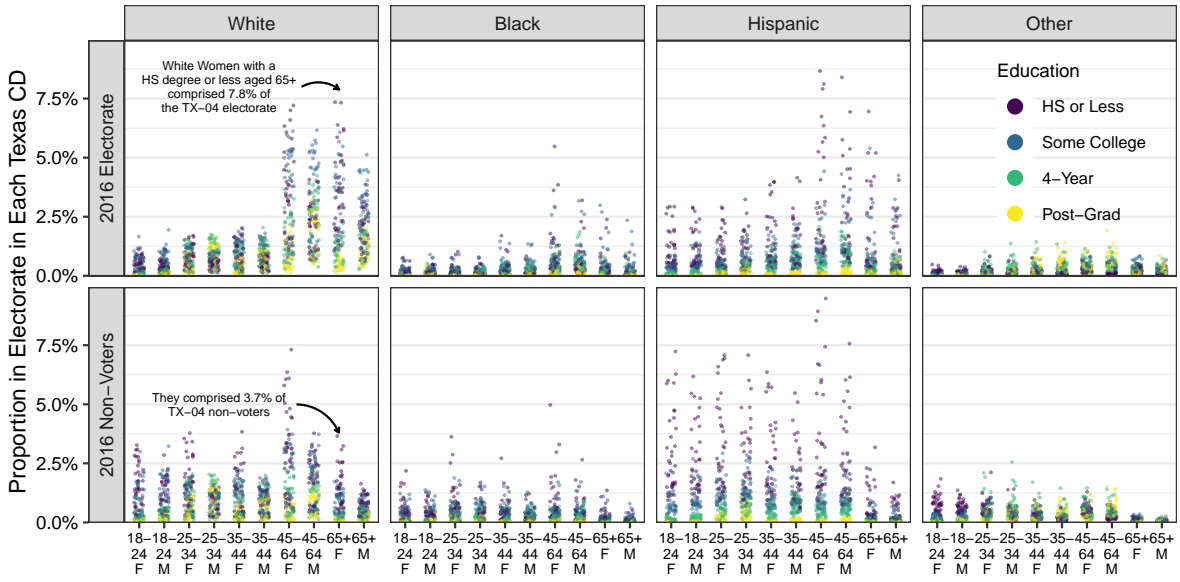 White
Black
Hispanic
Other
Proportion in Electorate in Each Texas CD
2016 Electorate
7.5%
5.0%
2.5%
0.0%
White Women with a
HS degree or less aged 65+
comprised 7.8% of
the TX−04 electorate
Education
HS or Less
Some College
4−Year
Post−Grad
2016 Non−Voters
7.5%
5.0%
2.5%
0.0%
They comprised 3.7% of
TX−04 non−voters
18−18−25−25−35−35−45−45−65+65+
24 24 34 34 44 44 64 64 F M
F M F M F M F M
18−18−25−25−35−35−45−45−65+65+
24 24 34 34 44 44 64 64 F M
F M F M F M F M
18−18−25−25−35−35−45−45−65+65+
24 24 34 34 44 44 64 64 F M
F M F M F M F M
18−18−25−25−35−35−45−45−65+65+
24 24 34 34 44 44 64 64 F M
F M F M F M F M